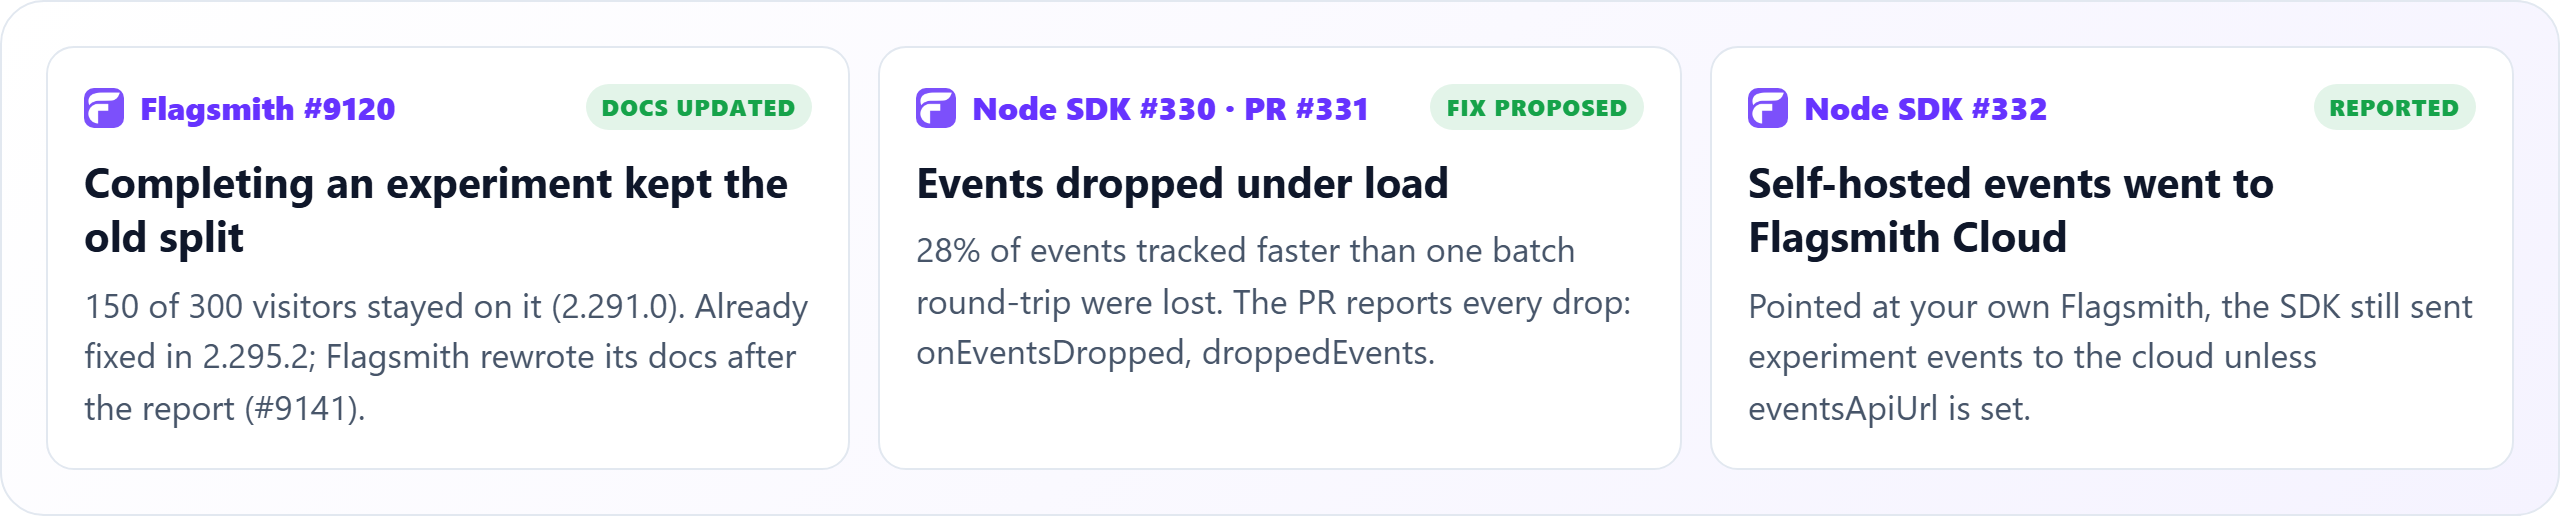 Flagsmith #9120
DOCS UPDATED
Completing an experiment kept the
old split
150 of 300 visitors stayed on it (2.291.0). Already
fixed in 2.295.2; Flagsmith rewrote its docs after
the report (#9141).
Node SDK #330 · PR #331
FIX PROPOSED
Events dropped under load
28% of events tracked faster than one batch
round-trip were lost. The PR reports every drop:
onEventsDropped, droppedEvents.
Node SDK #332
REPORTED
Self-hosted events went to
Flagsmith Cloud
Pointed at your own Flagsmith, the SDK still sent
experiment events to the cloud unless
eventsApiUrl is set.